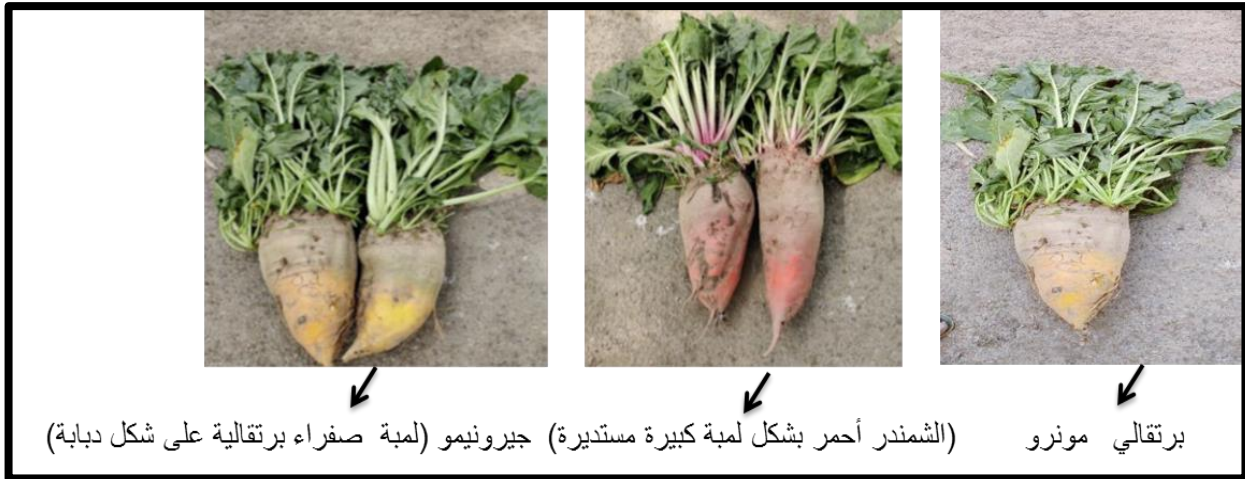 برتقالي مونرو
(الشمندر أحمر بشكل لمبة كبيرة مستديرة)
جيرونيمو (لمبة صفراء برتقالية على شكل دبابة)